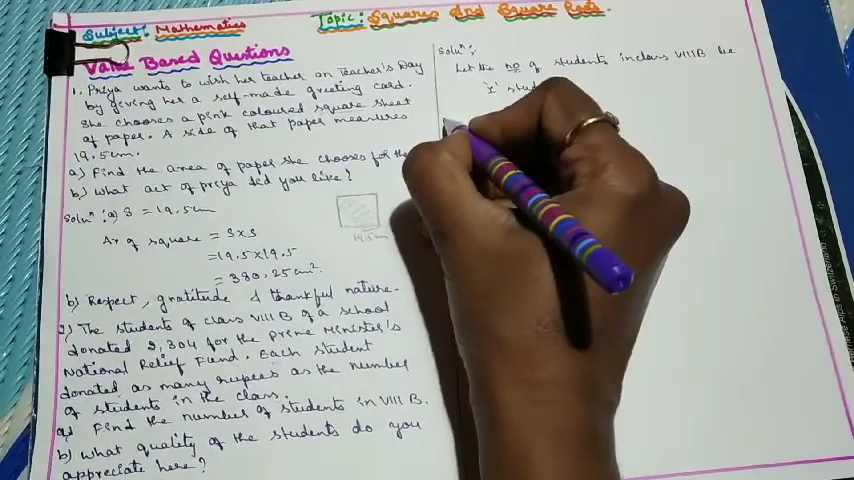 Subject: Mathematics
Topic: Squares And Square Roots.
Value Based Questions
1. Priya wants to wish her teacher on Teacher's Day
by giving her a self-made greeting card.
She chooses a pink coloured square sheet
of paper. A side of that paper measures
19.5cm.
a) Find the area of paper she chooses for the
b) What act of priya did you like?
Soluⁿ: a) S = 19.5cm
Ar of square = S×S
= 19.5×19.5
= 380.25cm².
19.5cm
b) Respect, gratitude & thankful nature.
2) The students of class VIII B of a school
donated 2,304 for the prime Minister's
National Relief Fund. Each student
donated as many rupees as the number
of students in the class.
a) Find the number of students in VIII B.
b) what quality of the students do you
appreciate here?
Soluⁿ:
Let the no of students in class VIII B be
'x'